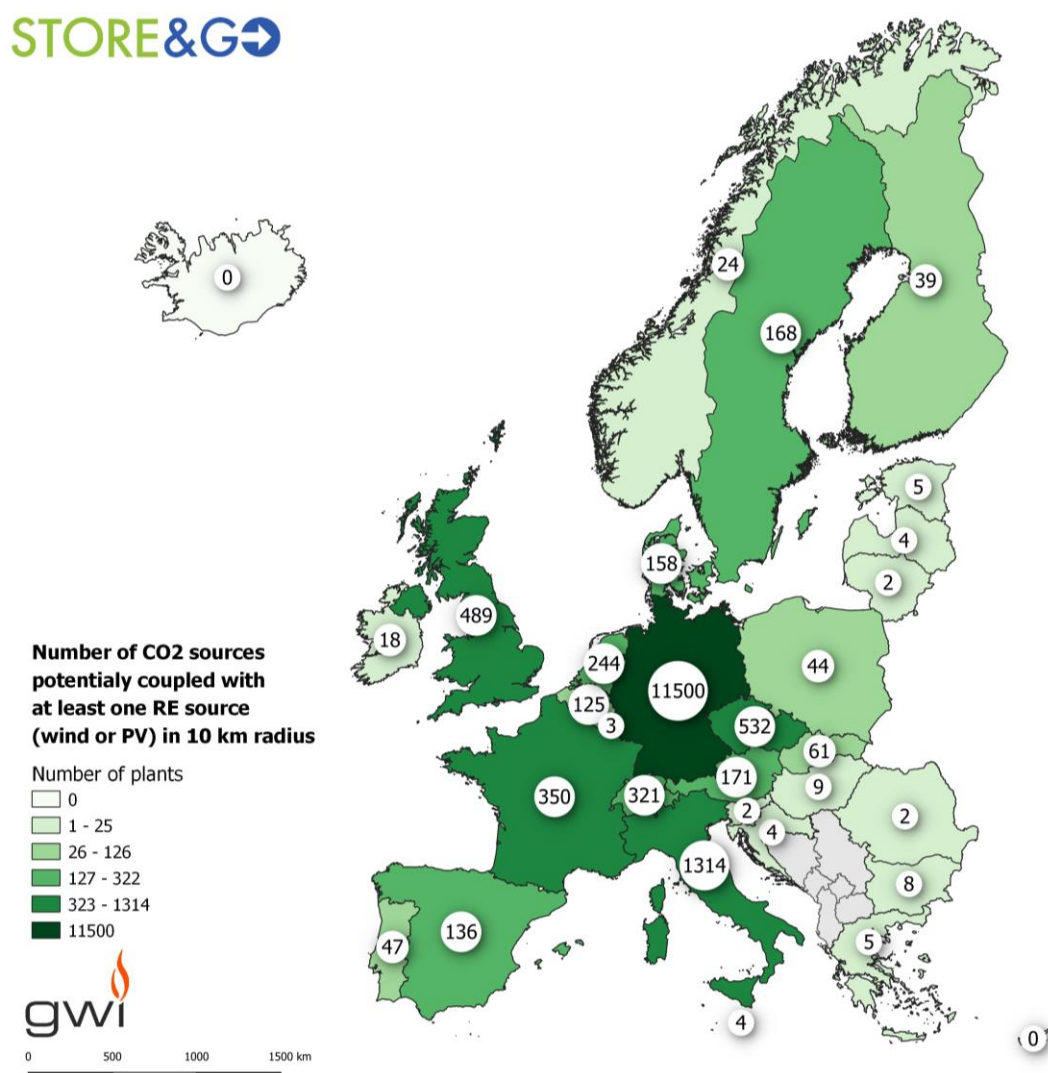 STORE&GO
0
24
39
168
5
4
2
158
489
18
244
11500
44
125
3
532
61
171
9
350
321
2
4
2
1314
8
136
47
5
4
0
Number of CO2 sources
potentialy coupled with
at least one RE source
(wind or PV) in 10 km radius
Number of plants
0
1 - 25
26 - 126
127 - 322
323 - 1314
11500
gwi
0 500 1000 1500 km